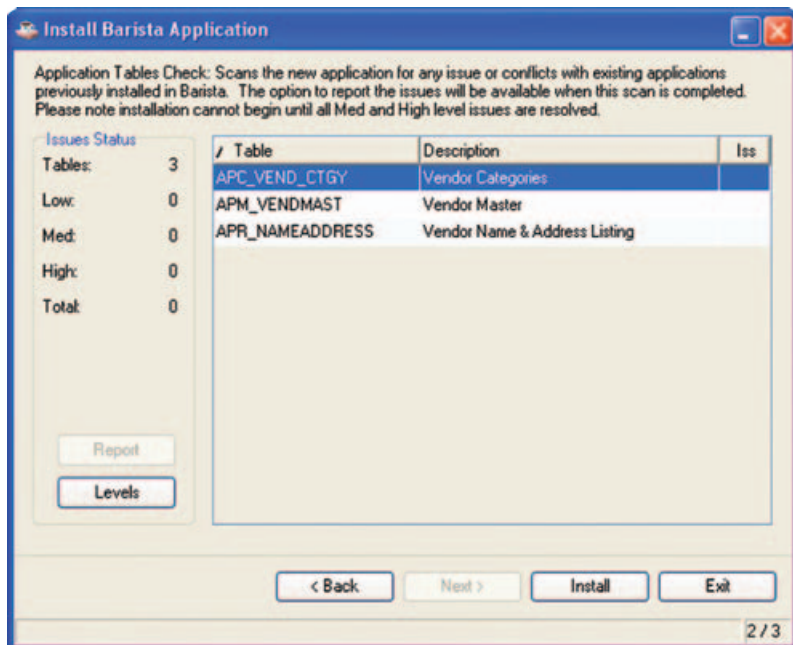 Install Barista Application
Application Tables Check: Scans the new application for any issue or conflicts with existing applications
previously installed in Barista. The option to report the issues will be available when this scan is completed.
Please note installation cannot begin until all Med and High level issues are resolved.
Issues Status
Tables: 3
Low: 0
Med: 0
High: 0
Total: 0
Report
Levels
/ Table Description Iss
APC_VEND_CTGY Vendor Categories
APM_VENDMAST Vendor Master
APR_NAMEADDRESS Vendor Name & Address Listing
< Back Next > Install Exit
2 / 3